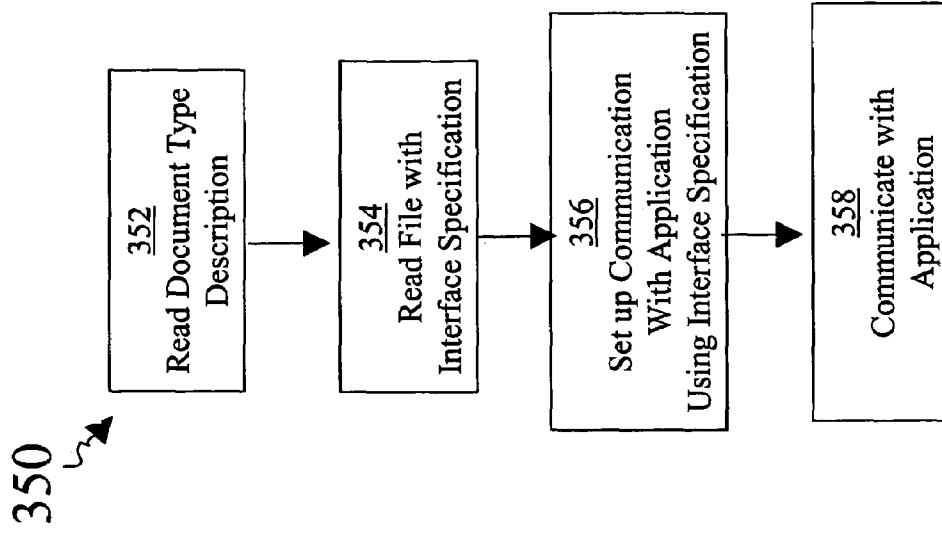 350
352
Read Document Type
Description
354
Read File with
Interface Specification
356
Set up Communication
With Application
Using Interface Specification
358
Communicate with
Application